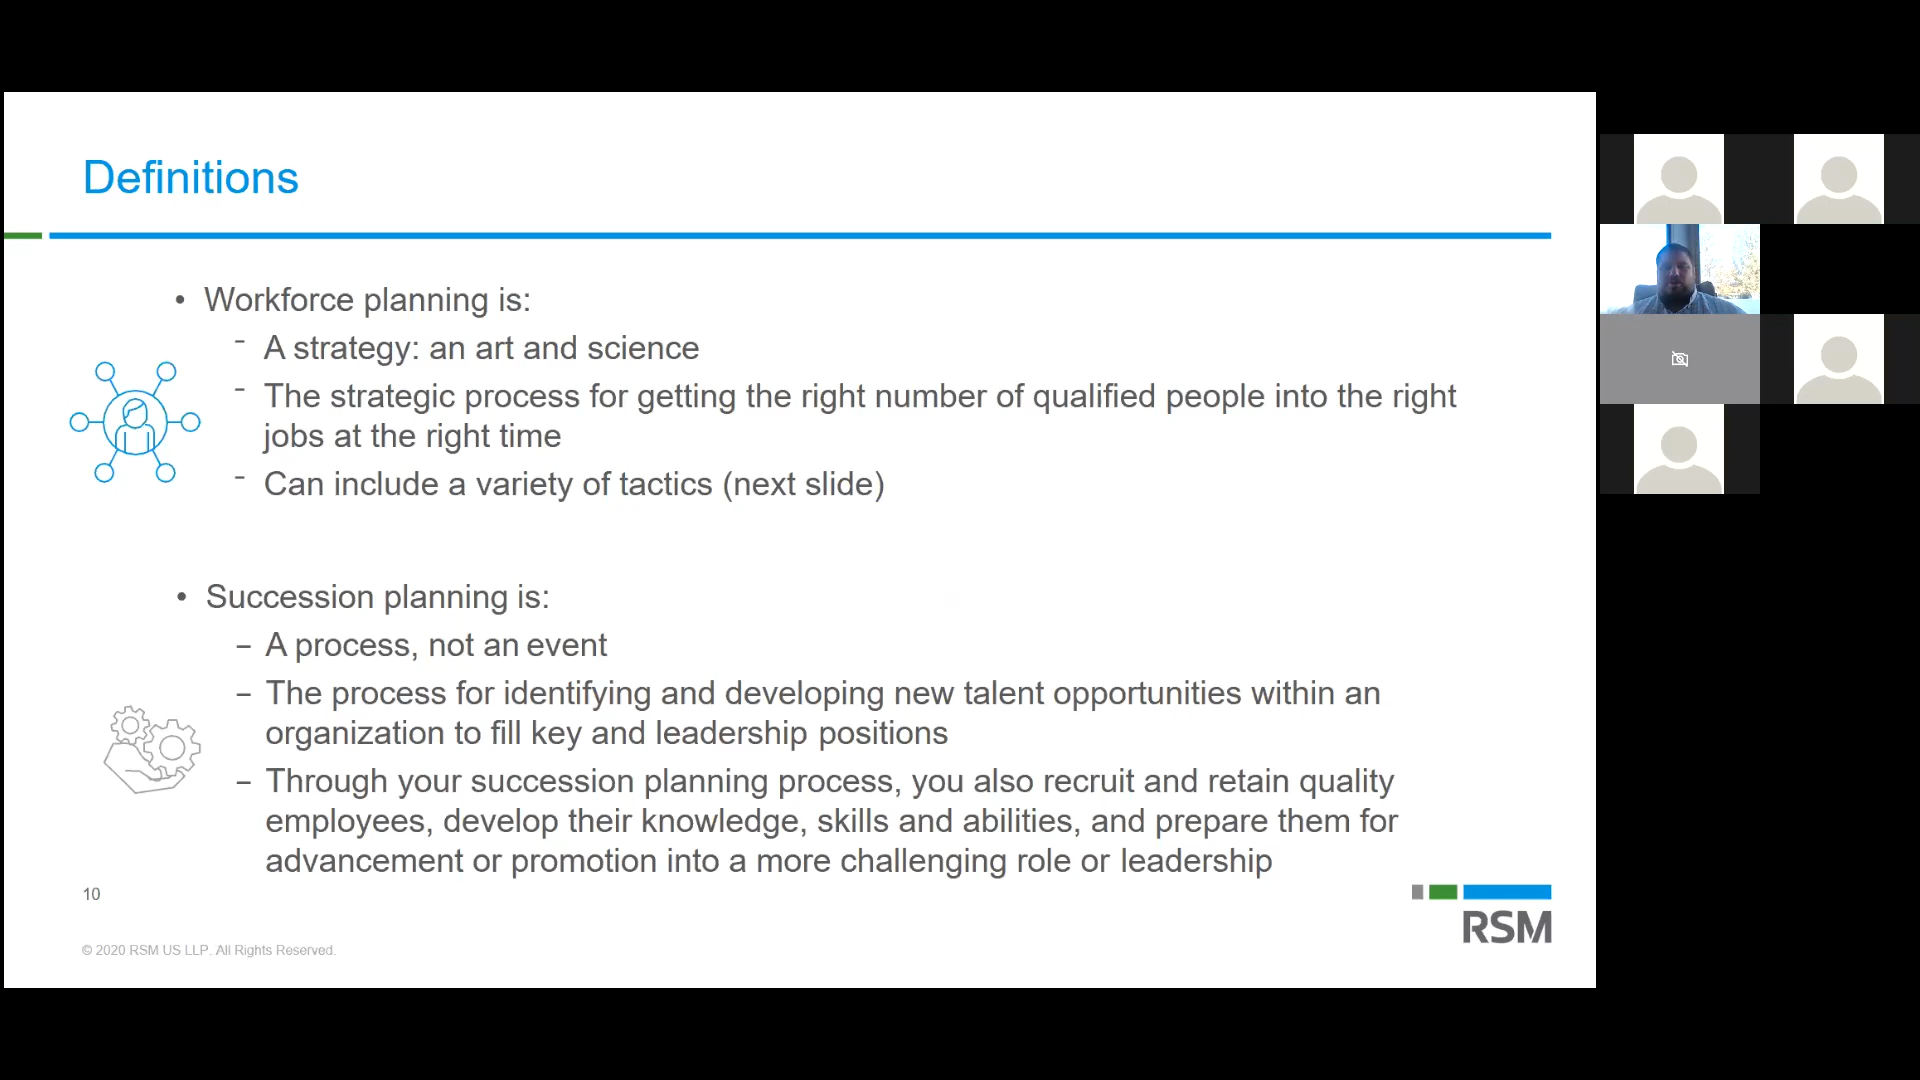 Definitions
• Workforce planning is:
- A strategy: an art and science
- The strategic process for getting the right number of qualified people into the right
jobs at the right time
- Can include a variety of tactics (next slide)
• Succession planning is:
– A process, not an event
– The process for identifying and developing new talent opportunities within an
organization to fill key and leadership positions
– Through your succession planning process, you also recruit and retain quality
employees, develop their knowledge, skills and abilities, and prepare them for
advancement or promotion into a more challenging role or leadership
10
RSM
© 2020 RSM US LLP. All Rights Reserved.